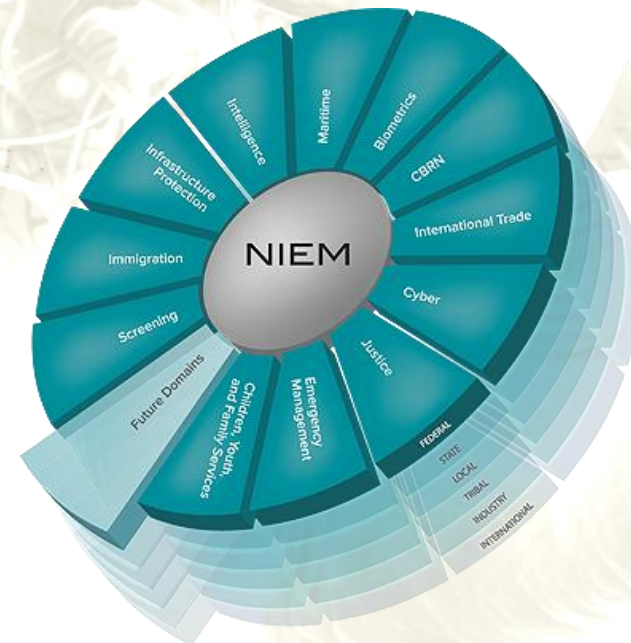 NIEM
Intelligence
Maritime
Biometrics
CBRN
International Trade
Cyber
Justice
Emergency
Management
Children, Youth,
and Family Services
Future Domains
Screening
Immigration
Infrastructure
Protection
FEDERAL
STATE
LOCAL
TRIBAL
INDUSTRY
INTERNATIONAL